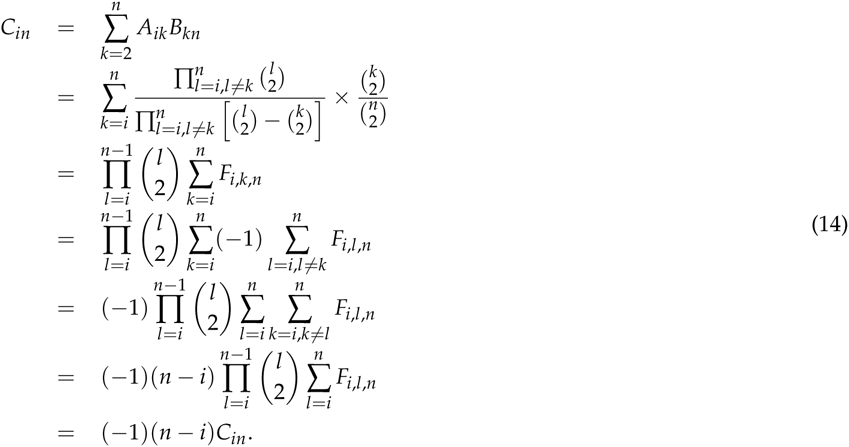 C_{in} = \sum_{k=2}^{n} A_{ik} B_{kn}
= \sum_{k=i}^{n} \frac{\prod_{l=i,l\neq k}^{n} \binom{l}{2}}{\prod_{l=i,l\neq k}^{n} \left[ \binom{l}{2} - \binom{k}{2} \right]} \times \frac{\binom{k}{2}}{\binom{n}{2}}
= \prod_{l=i}^{n-1} \binom{l}{2} \sum_{k=i}^{n} F_{i,k,n}
= \prod_{l=i}^{n-1} \binom{l}{2} \sum_{k=i}^{n} (-1) \sum_{l=i,l\neq k}^{n} F_{i,l,n} (14)
= (-1) \prod_{l=i}^{n-1} \binom{l}{2} \sum_{l=i}^{n} \sum_{k=i,k\neq l}^{n} F_{i,l,n}
= (-1)(n-i) \prod_{l=i}^{n-1} \binom{l}{2} \sum_{l=i}^{n} F_{i,l,n}
= (-1)(n-i) C_{in}.